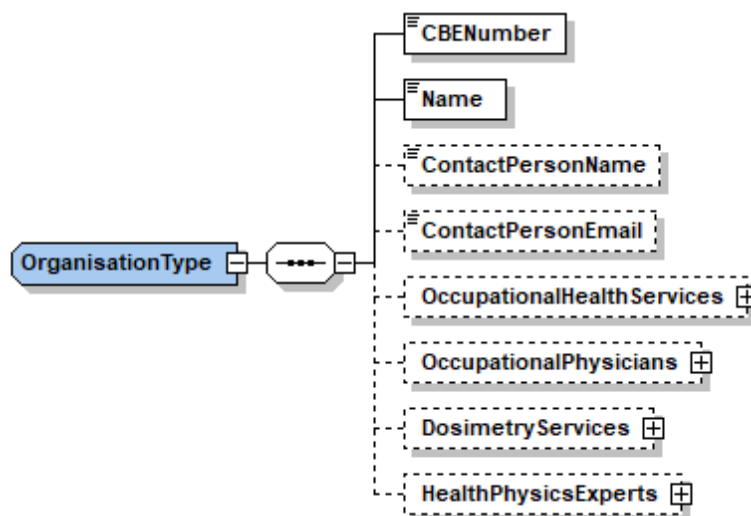 CBENumber
Name
ContactPersonName
ContactPersonEmail
OrganisationType
OccupationalHealthServices
OccupationalPhysicians
DosimetryServices
HealthPhysicsExperts